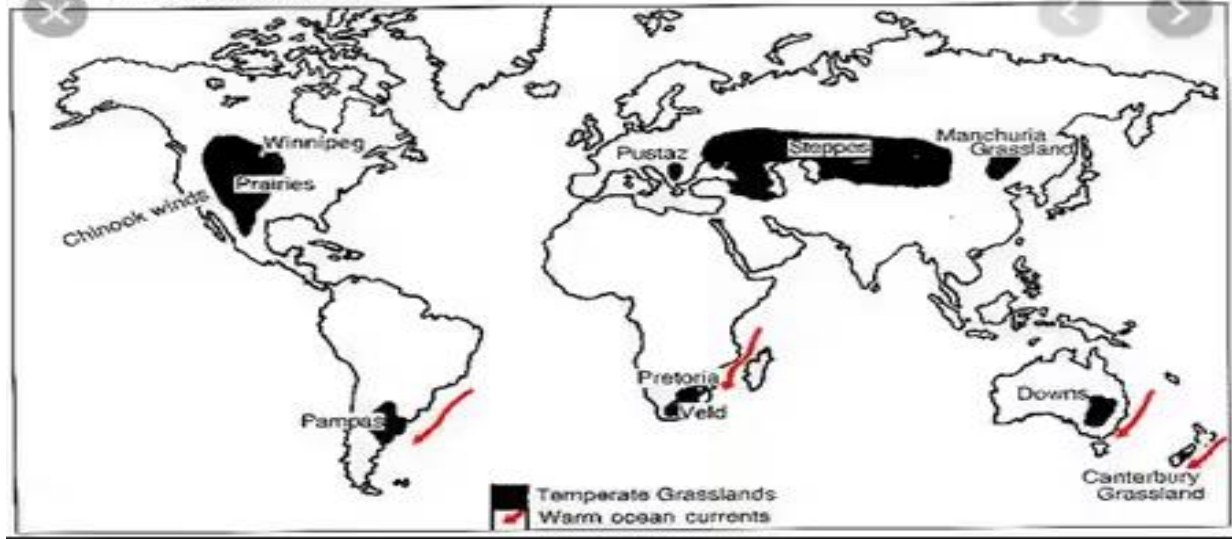 Winnipeg
Prairies
Chinook winds
Pustaz
Steppes
Manchuria
Grassland
Pampas
Pretoria
Veld
Downs
Canterbury
Grassland
Temperate Grasslands
Warm ocean currents